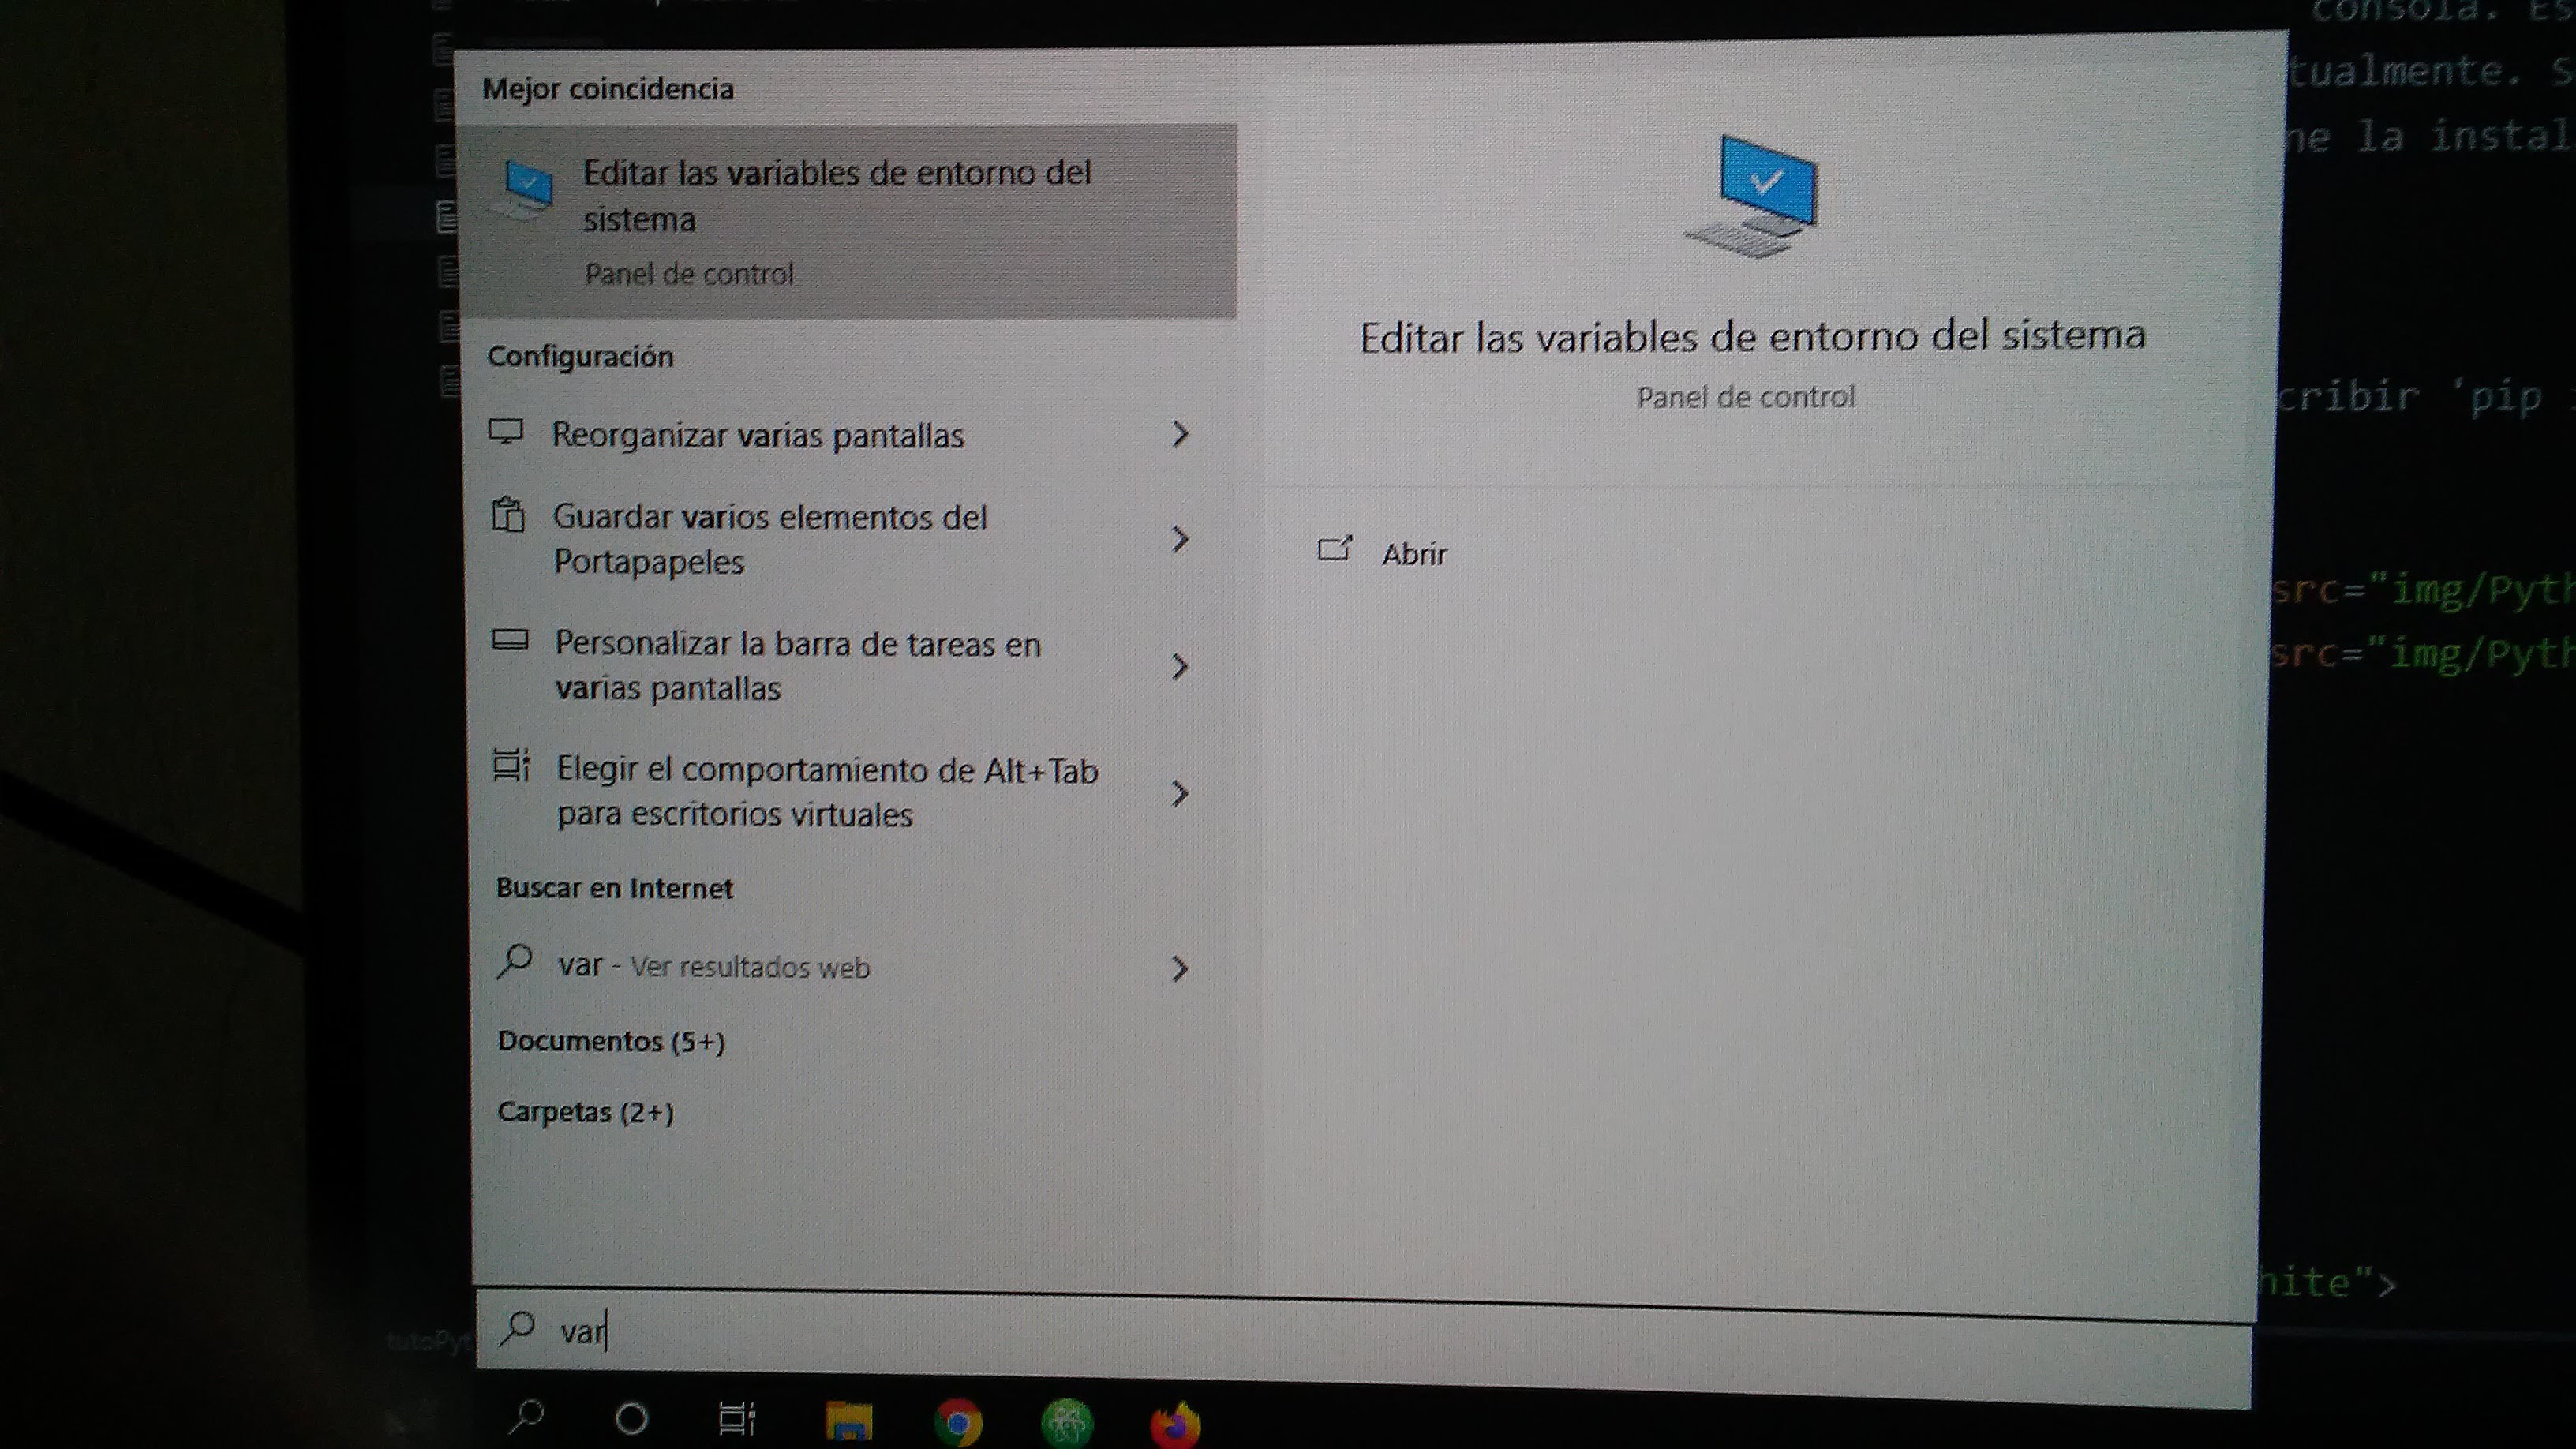 consola. Es
tualmente. S
ne la instal
Mejor coincidencia
Editar las variables de entorno del
sistema
Panel de control
Configuración
Reorganizar varias pantallas
Guardar varios elementos del
Portapapeles
Personalizar la barra de tareas en
varias pantallas
Elegir el comportamiento de Alt+Tab
para escritorios virtuales
Buscar en Internet
var - Ver resultados web
Documentos (5+)
Carpetas (2+)
Editar las variables de entorno del sistema
Panel de control
Abrir
cribir 'pip
src="img/Pyth
src="img/Pyth
hite">
var
tutoPyt